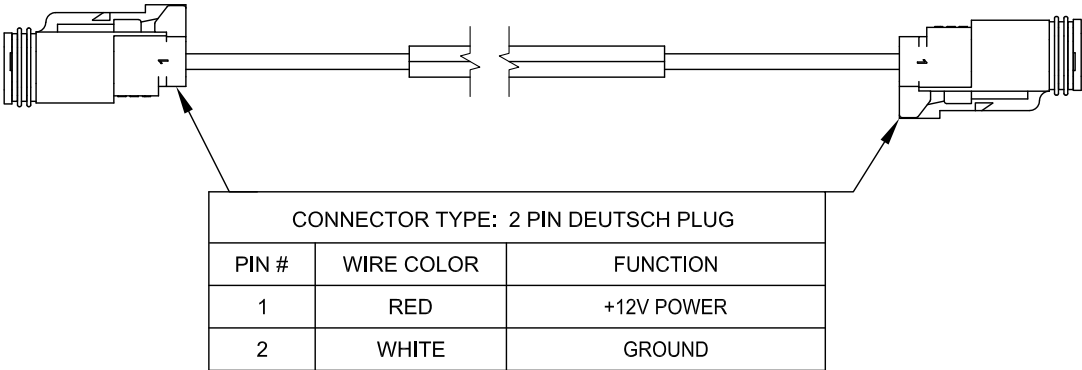 1
1
CONNECTOR TYPE: 2 PIN DEUTSCH PLUG
PIN # WIRE COLOR FUNCTION
1 RED +12V POWER
2 WHITE GROUND